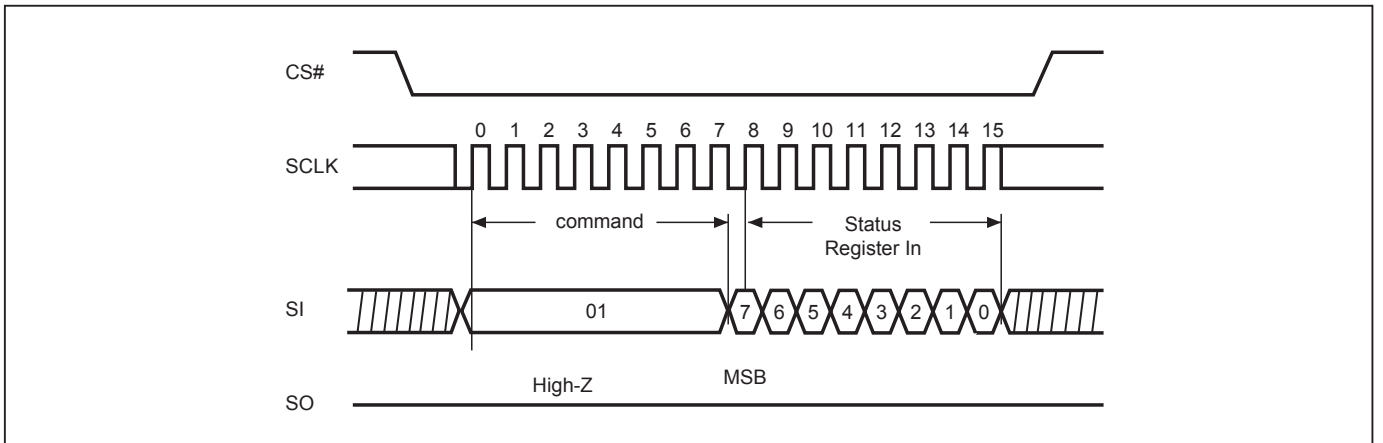 CS#
0 1 2 3 4 5 6 7 8 9 10 11 12 13 14 15
SCLK
command
Status
Register In
SI
01
7 6 5 4 3 2 1 0
High-Z
MSB
SO